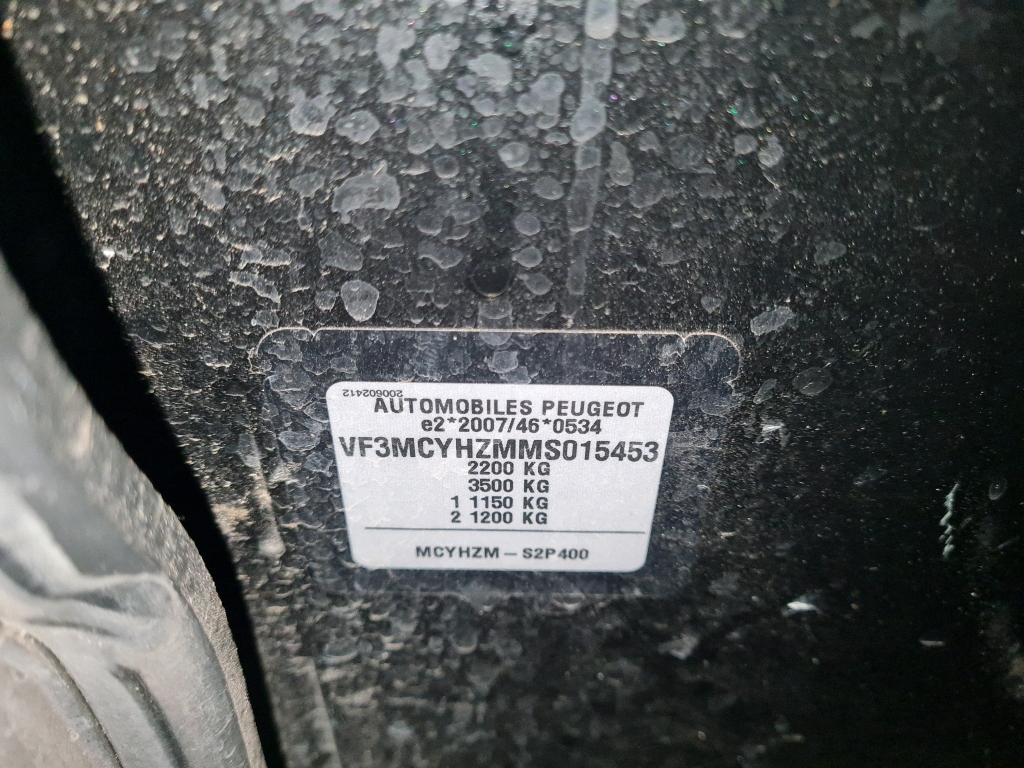 200602412
AUTOMOBILES PEUGEOT
e2*2007/46*0534
VF3MCYHZMMS015453
2200 KG
3500 KG
1 1150 KG
2 1200 KG
MCYHZM – S2P400